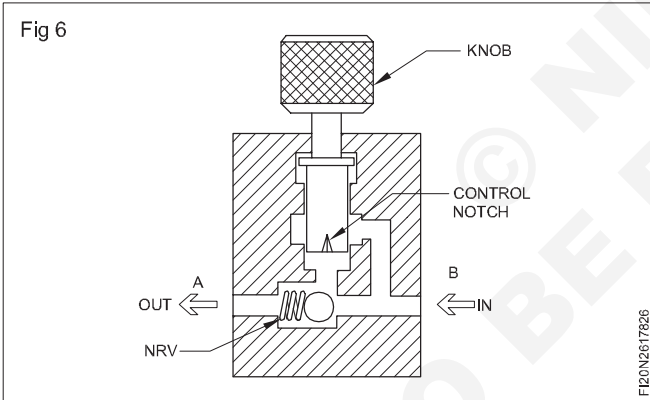 Fig 6
KNOB
CONTROL
NOTCH
A
B
OUT
IN
NRV
FI20N2617826
©